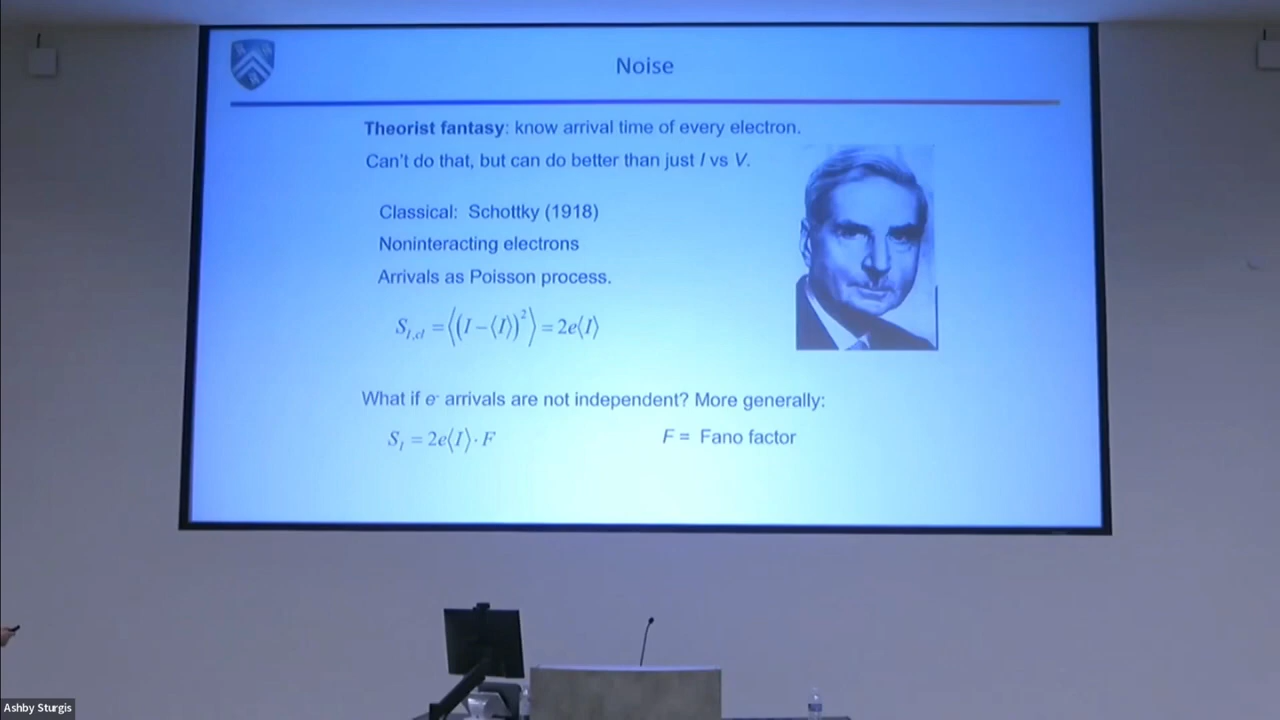 Noise
Theorist fantasy: know arrival time of every electron.
Can't do that, but can do better than just I vs V.
Classical: Schottky (1918)
Noninteracting electrons
Arrivals as Poisson process.
S_{I,cl} = ⟨(I − ⟨I⟩)²⟩ = 2e⟨I⟩
What if e⁻ arrivals are not independent? More generally:
S_I = 2e⟨I⟩ · F
F = Fano factor
Ashby Sturgis